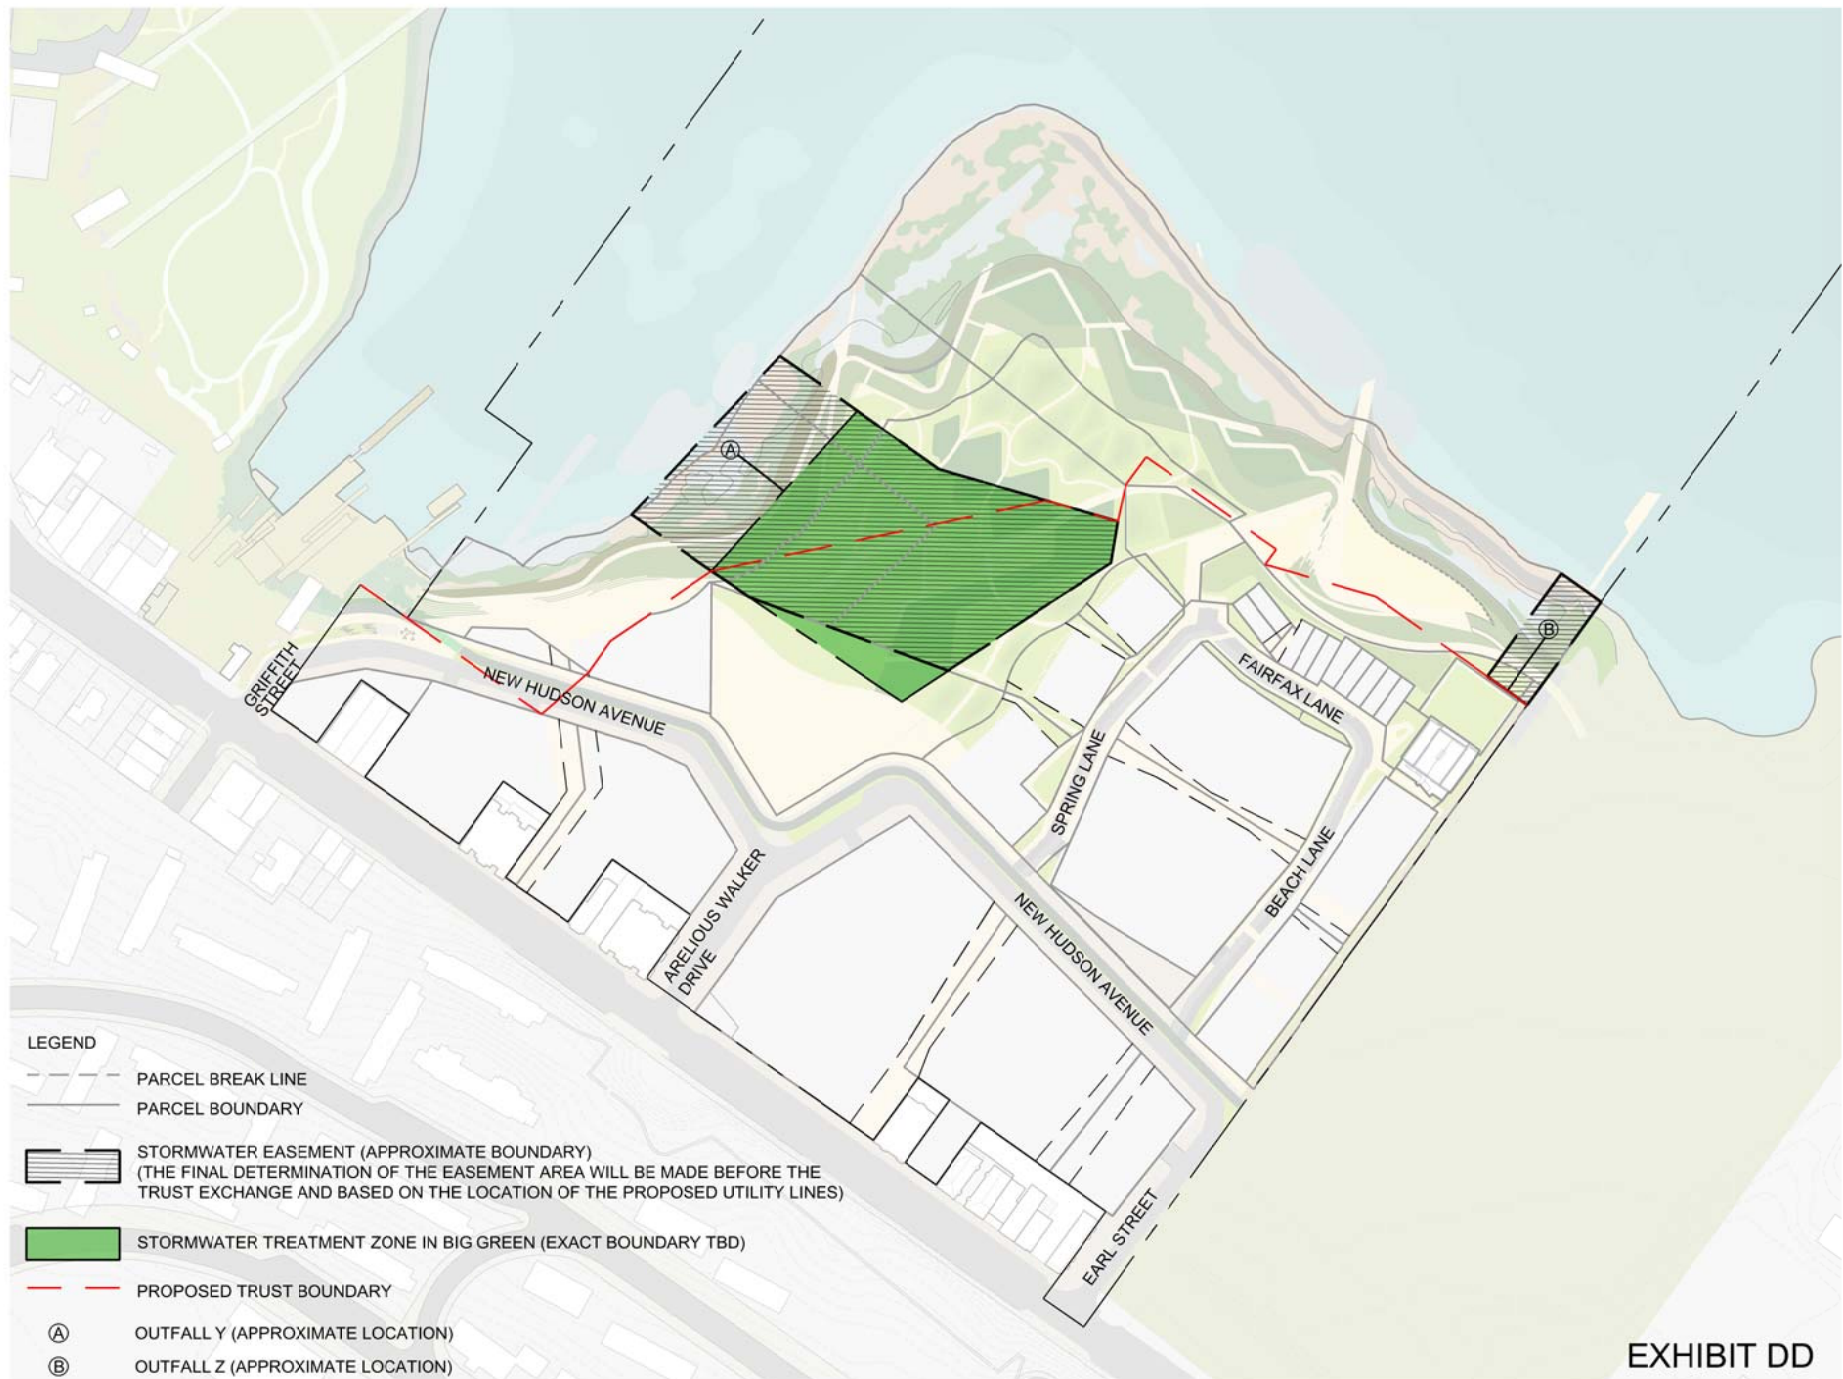 A
B
GRIFFITH
STREET
NEW HUDSON AVENUE
FAIRFAX LANE
SPRING LANE
BEACH LANE
ARELIOUS WALKER
DRIVE
NEW HUDSON AVENUE
EARL STREET
LEGEND
PARCEL BREAK LINE
PARCEL BOUNDARY
STORMWATER EASEMENT (APPROXIMATE BOUNDARY)
(THE FINAL DETERMINATION OF THE EASEMENT AREA WILL BE MADE BEFORE THE
TRUST EXCHANGE AND BASED ON THE LOCATION OF THE PROPOSED UTILITY LINES)
STORMWATER TREATMENT ZONE IN BIG GREEN (EXACT BOUNDARY TBD)
PROPOSED TRUST BOUNDARY
A OUTFALL Y (APPROXIMATE LOCATION)
B OUTFALL Z (APPROXIMATE LOCATION)
EXHIBIT DD